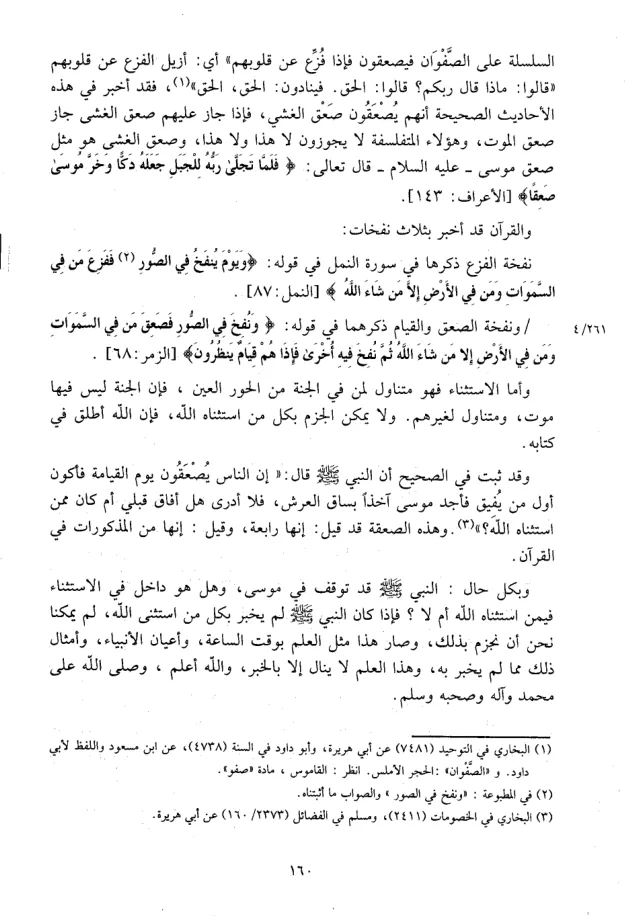 السلسلة على الصَّفْوَان فيصعقون فإذا فُزِّع عن قلوبهم» أي: أزيل الفزع عن قلوبهم
«قالوا: ماذا قال ربكم؟ قالوا: الحق. فينادون: الحق، الحق»(١)، فقد أخبر في هذه
الأحاديث الصحيحة أنهم يُصْعَقُون صَعْق الغشي، فإذا جاز عليهم صعق الغشى جاز
صعق الموت، وهؤلاء المتفلسفة لا يجوزون لا هذا ولا هذا، وصعق الغشى هو مثل
صعق موسى ـ عليه السلام ـ قال تعالى: ﴿ فَلَمَّا تَجَلَّىٰ رَبُّهُ لِلْجَبَلِ جَعَلَهُ دَكًّا وَخَرَّ مُوسَىٰ
صَعِقًا﴾ [الأعراف: ١٤٣].
والقرآن قد أخبر بثلاث نفخات:
نفخة الفزع ذكرها في سورة النمل في قوله: ﴿وَيَوْمَ يُنفَخُ فِي الصُّورِ (٢) فَفَزِعَ مَن فِي
السَّمَوَاتِ وَمَن فِي الأَرْضِ إِلاَّ مَن شَاءَ اللَّهُ ﴾ [النمل:٨٧] .
/ ونفخة الصعق والقيام ذكرهما في قوله: ﴿ وَنُفِخَ فِي الصُّورِ فَصَعِقَ مَن فِي السَّمَوَاتِ
٤/٢٦١
وَمَن فِي الأَرْضِ إِلاَّ مَن شَاءَ اللَّهُ ثُمَّ نُفِخَ فِيهِ أُخْرَىٰ فَإِذَا هُمْ قِيَامٌ يَنظُرُونَ﴾ [الزمر:٦٨] .
وأما الاستثناء فهو متناول لمن في الجنة من الحور العين ، فإن الجنة ليس فيها
موت، ومتناول لغيرهم. ولا يمكن الجزم بكل من استثناه الله، فإن الله أطلق في
كتابه.
وقد ثبت في الصحيح أن النبي ﷺ قال:« إن الناس يُصْعَقُون يوم القيامة فأكون
أول من يُفيق فأجد موسى آخذاً بساق العرش، فلا أدرى هل أفاق قبلي أم كان ممن
استثناه اللَّه؟»(٣). وهذه الصعقة قد قيل: إنها رابعة، وقيل : إنها من المذكورات في
القرآن.
وبكل حال : النبي ﷺ قد توقف في موسى، وهل هو داخل في الاستثناء
فيمن استثناه الله أم لا ؟ فإذا كان النبي ﷺ لم يخبر بكل من استثنى الله، لم يمكنا
نحن أن نجزم بذلك، وصار هذا مثل العلم بوقت الساعة، وأعيان الأنبياء، وأمثال
ذلك مما لم يخبر به، وهذا العلم لا ينال إلا بالخبر، والله أعلم ، وصلى الله على
محمد وآله وصحبه وسلم.
(١) البخاري في التوحيد (٧٤٨١) عن أبي هريرة، وأبو داود في السنة (٤٧٣٨)، عن ابن مسعود واللفظ لأبي
داود. و «الصَّفْوان» :الحجر الأملس. انظر : القاموس ، مادة «صفو».
(٢) في المطبوعة : «ونفخ في الصور » والصواب ما أثبتناه.
(٣) البخاري في الخصومات (٢٤١١)، ومسلم في الفضائل (١٦٠/٢٣٧٣) عن أبي هريرة.
١٦٠